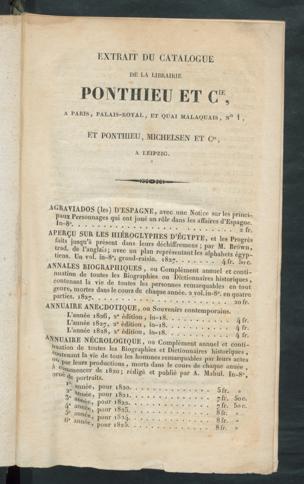 EXTRAIT DU CATALOGUE
DE LA LIBRAIRIE
PONTHIEU ET CIE,
A PARIS, PALAIS-ROYAL, ET QUAI MALAQUAIS, No 1,
ET PONTHIEU, MICHELSEN ET Ce,
A LEIPZIG.
AGRAVIADOS (les) D'ESPAGNE, avec une Notice sur les princi-
paux Personnages qui ont joué un rôle dans les affaires d'Espagne.
In-8o. 2 fr.
APERÇU SUR LES HIÉROGLYPHES D'ÉGYPTE, et les Progrès
faits jusqu'à présent dans leurs déchiffrement; par M. Brown,
trad. de l'anglais; avec un plan représentant les alphabets égyp-
tiens. Un vol. in-8o, grand-raisin. 1827. 4 fr. 50c.
ANNALES BIOGRAPHIQUES, ou Complément annuel et conti-
nuation de toutes les Biographies ou Dictionnaires historiques,
contenant la vie de toutes les personnes remarquables en tout
genre, mortes dans le cours de chaque année. 2 vol. in-8o. en quatre
parties. 1827. 20 fr.
ANNUAIRE ANECDOTIQUE, ou Souvenirs contemporains.
L'année 1826, 2e édition, in-18. 4 fr.
L'année 1827, 2e édition, in-18. 4 fr.
L'année 1828, 2e édition, in-18. 4 fr.
ANNUAIRE NÉCROLOGIQUE, ou Complément annuel et conti-
nuation de toutes les Biographies et Dictionnaires historiques,
contenant la vie de tous les hommes remarquables par leurs actes
ou par leurs productions, morts dans le cours de chaque année,
à commencer de 1820; rédigé et publié par A. Mahul. In-8o,
orné de portraits.
1re année, pour 1820. 5 fr. »
2e année, pour 1821. 7 fr. 50c.
3e année, pour 1822. 7 fr. 50c.
4e année, pour 1823. 8 fr. »
5e année, pour 1824. 8 fr. »
6e année, pour 1825. 8 fr. »